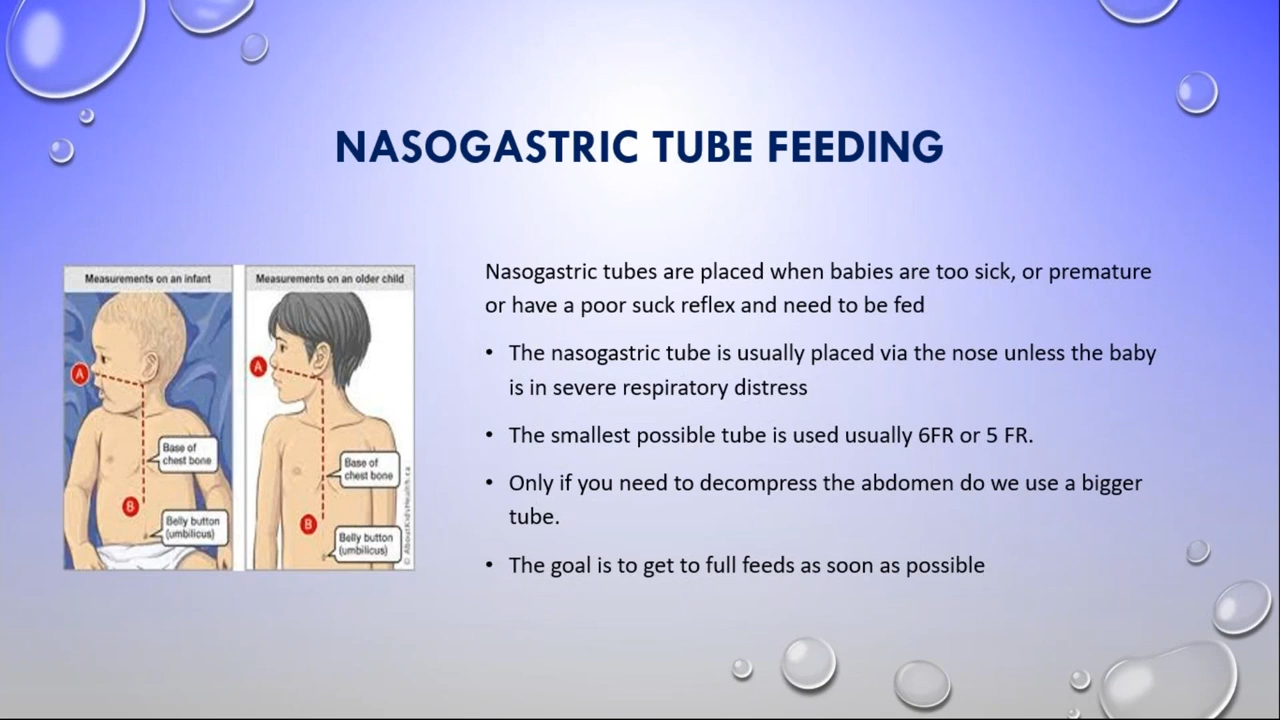 NASOGASTRIC TUBE FEEDING
Measurements on an infant
A
Base of
chest bone
B
Belly button
(umbilicus)
Measurements on an older child
A
Base of
chest bone
B
Belly button
(umbilicus)
© AboutKidsHealth.ca
Nasogastric tubes are placed when babies are too sick, or premature
or have a poor suck reflex and need to be fed
• The nasogastric tube is usually placed via the nose unless the baby
is in severe respiratory distress
• The smallest possible tube is used usually 6FR or 5 FR.
• Only if you need to decompress the abdomen do we use a bigger
tube.
• The goal is to get to full feeds as soon as possible